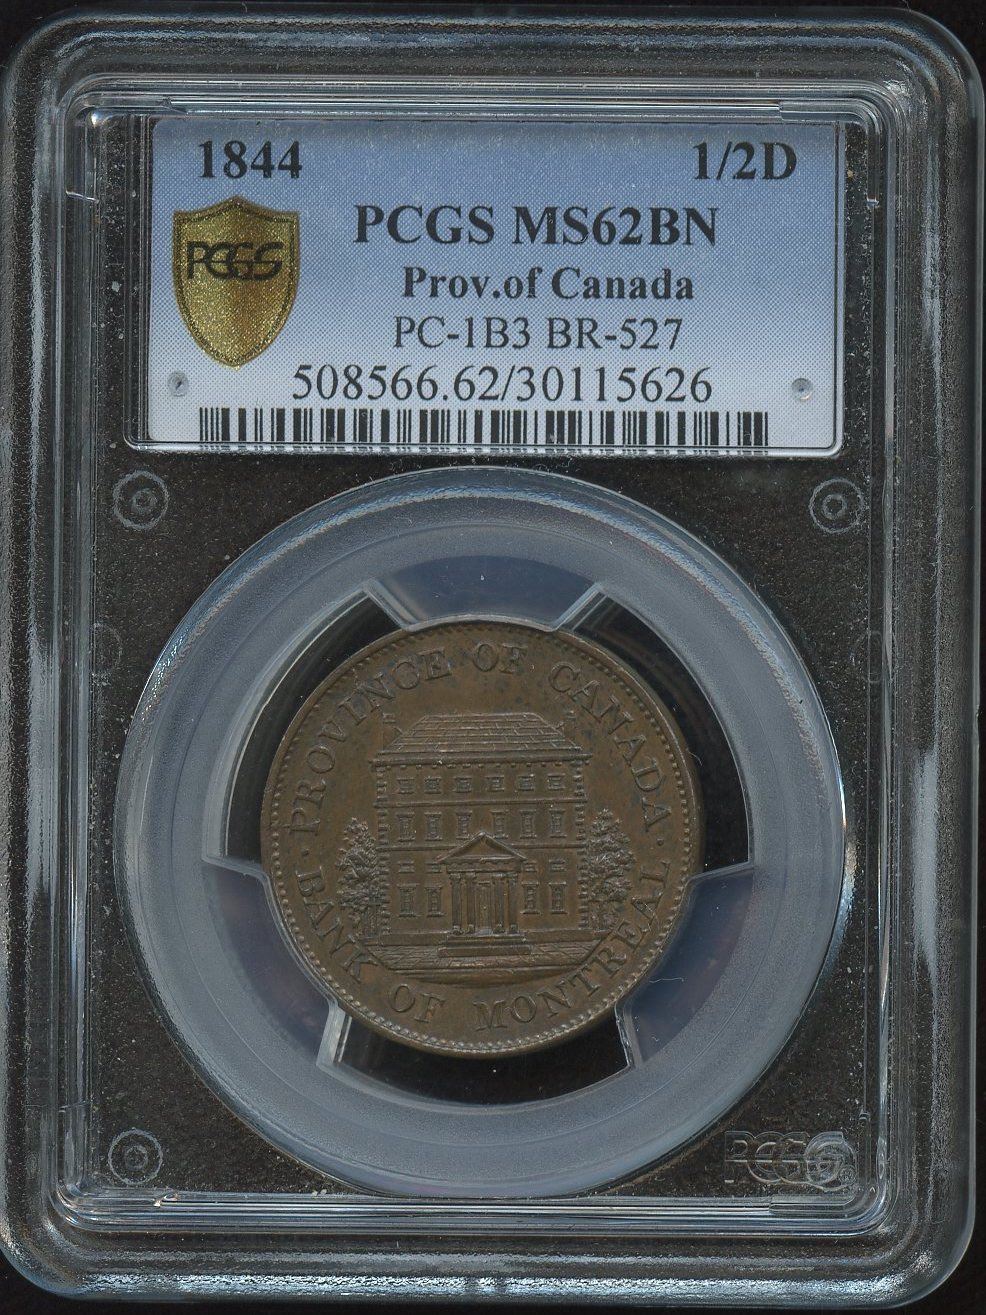 1844 1/2D
PCGS MS62BN
PCGS
Prov.of Canada
PC-1B3 BR-527
508566.62/30115626
· PROVINCE OF CANADA ·
BANK OF MONTREAL
PCGS